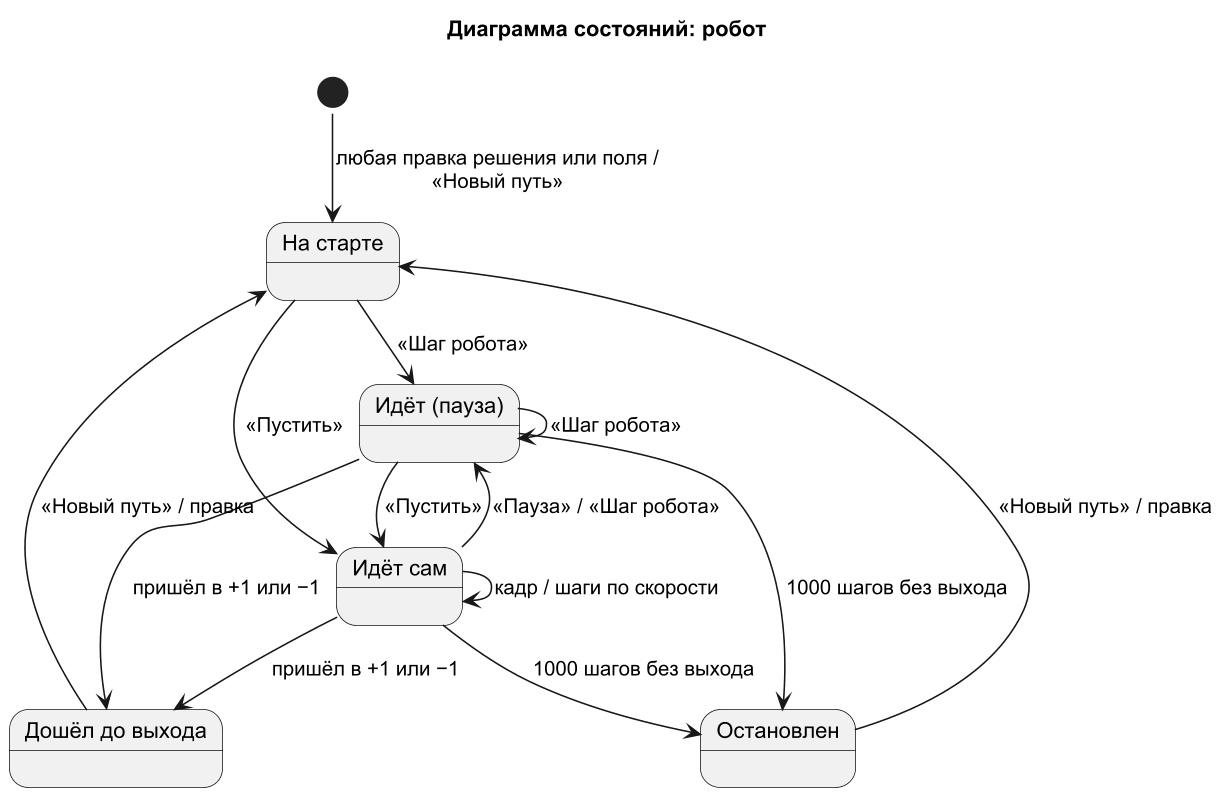 Диаграмма состояний: робот
любая правка решения или поля /
«Новый путь»
На старте
«Шаг робота»
Идёт (пауза)
«Пустить»
«Шаг робота»
«Новый путь» / правка
«Пустить»
«Пауза» / «Шаг робота»
«Новый путь» / правка
Идёт сам
пришёл в +1 или −1
кадр / шаги по скорости
1000 шагов без выхода
пришёл в +1 или −1
1000 шагов без выхода
Дошёл до выхода
Остановлен